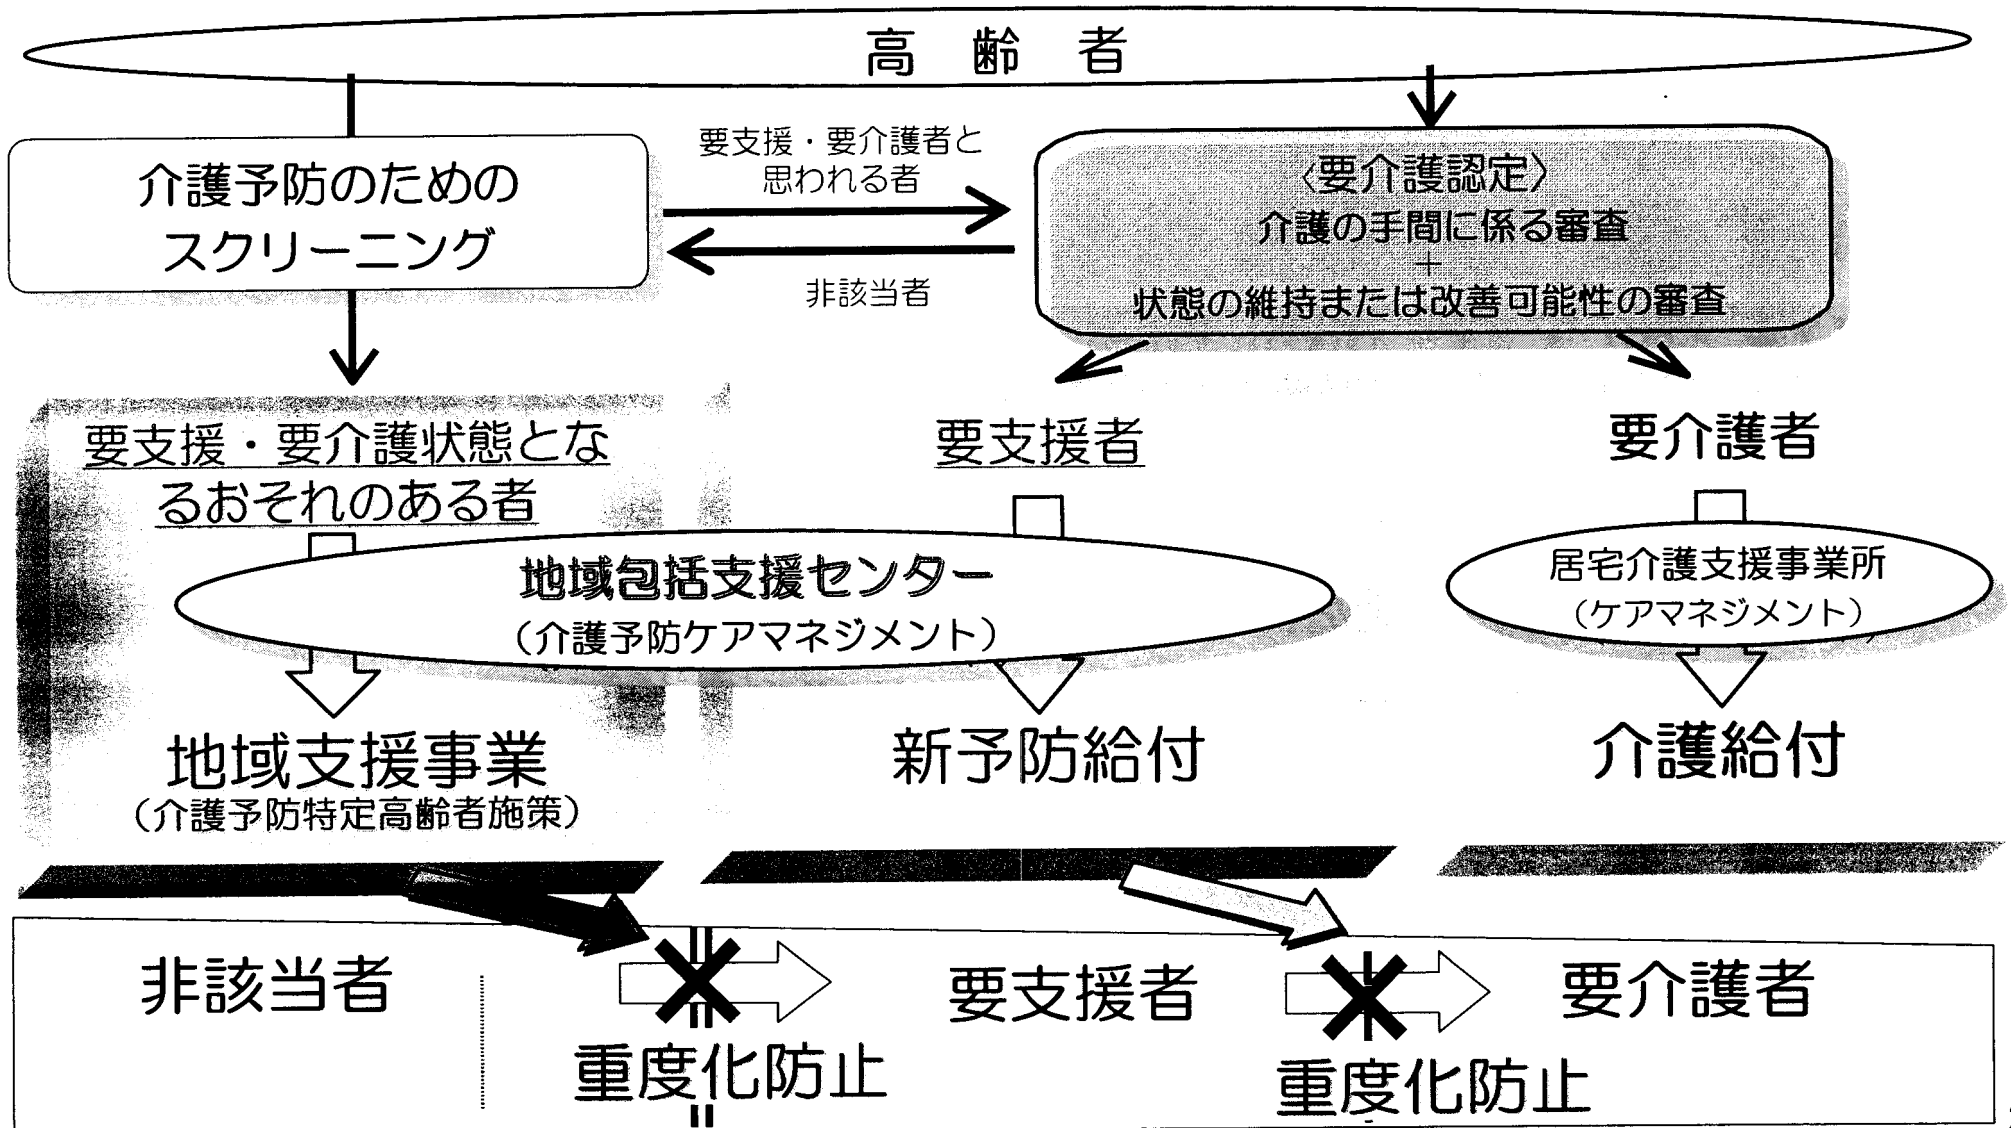 高 齢 者
介護予防のための
スクリーニング
要支援・要介護者と
思われる者
非該当者
〈要介護認定〉
介護の手間に係る審査
+
状態の維持または改善可能性の審査
要支援・要介護状態とな
るおそれのある者
要支援者
要介護者
地域包括支援センター
（介護予防ケアマネジメント）
居宅介護支援事業所
（ケアマネジメント）
地域支援事業
（介護予防特定高齢者施策）
新予防給付
介護給付
非該当者
要支援者
要介護者
重度化防止
重度化防止